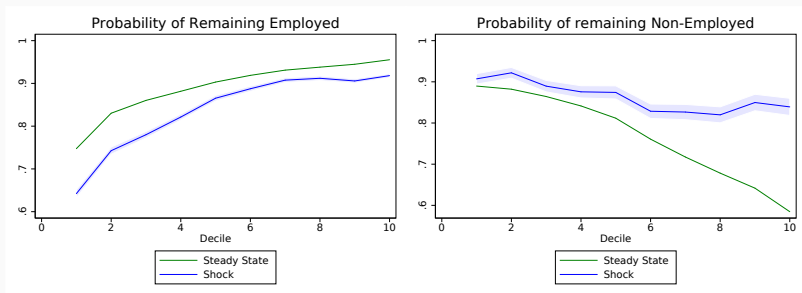 Probability of Remaining Employed
1
.9
.8
.7
.6
0 2 4 6 8 10
Decile
Steady State
Shock
Probability of remaining Non-Employed
1
.9
.8
.7
.6
0 2 4 6 8 10
Decile
Steady State
Shock